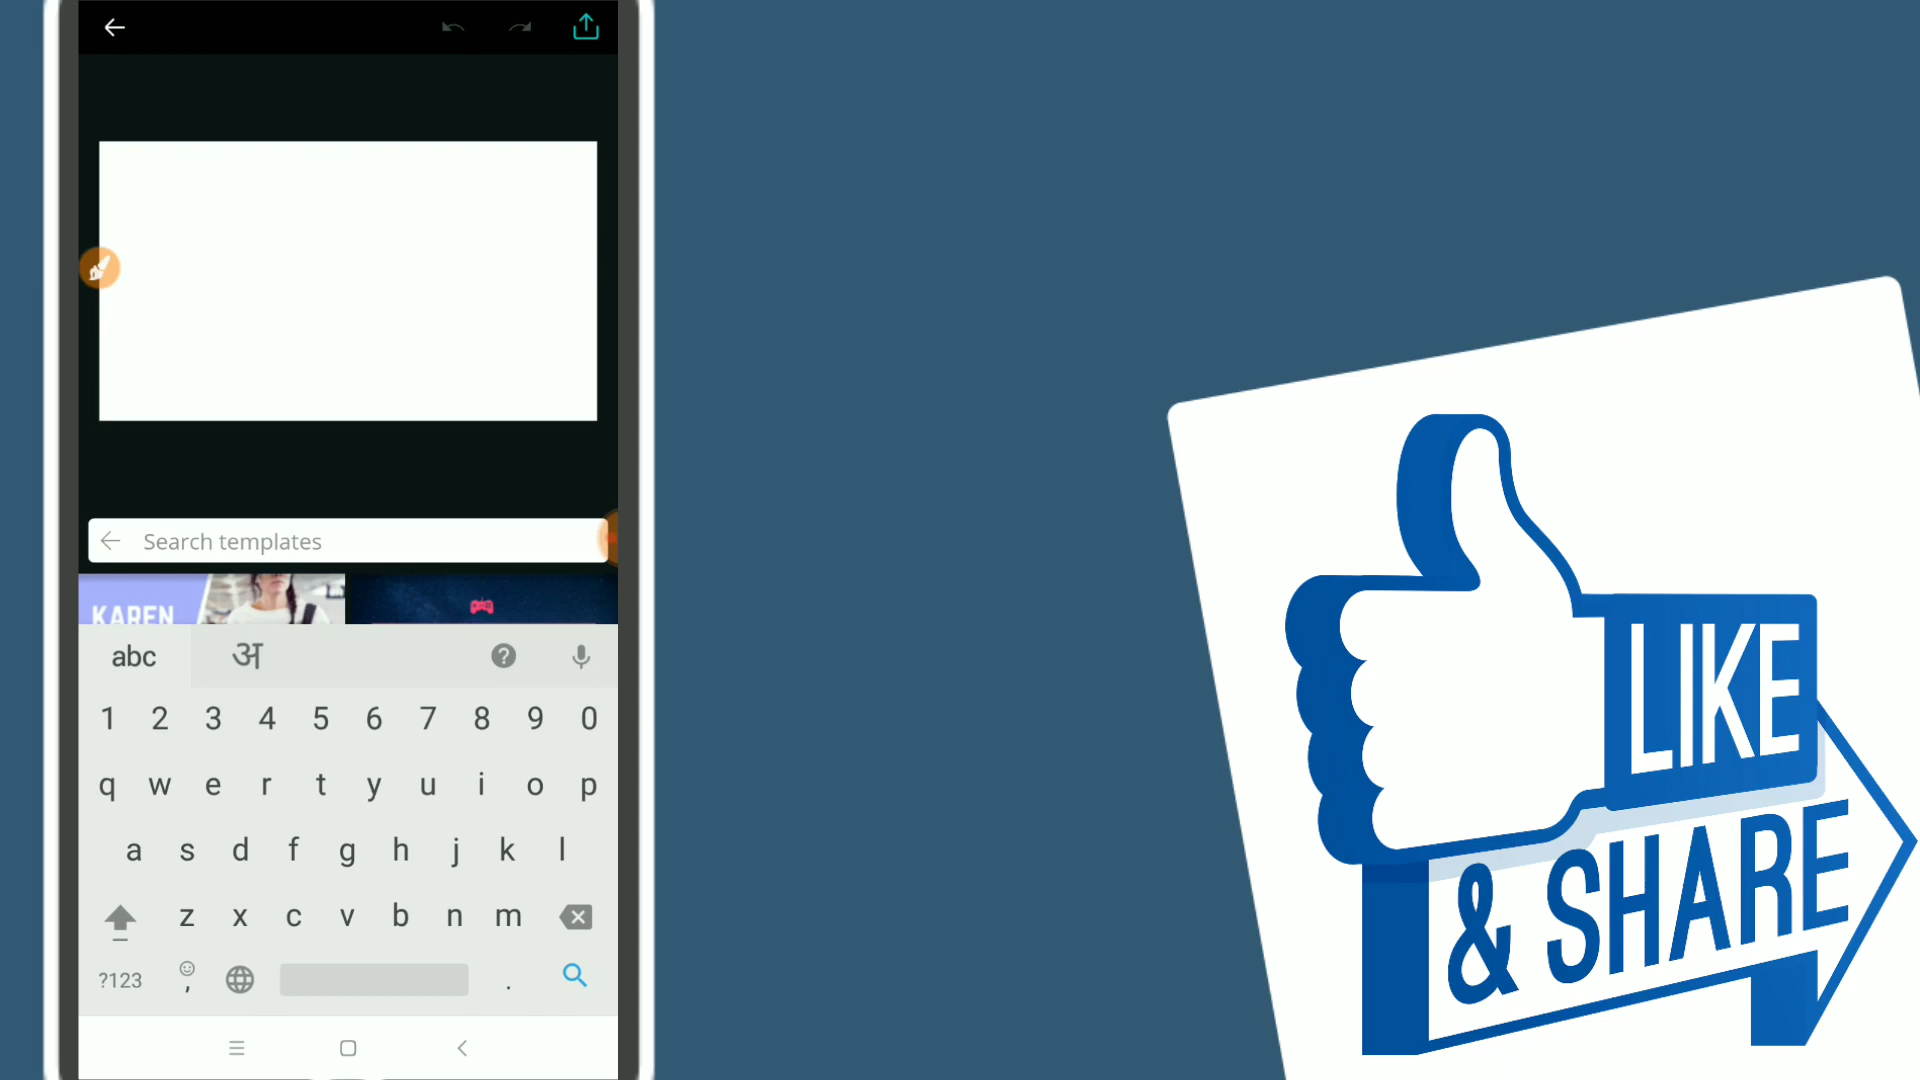 Search templates
KAREN
abc अ
1 2 3 4 5 6 7 8 9 0
q w e r t y u i o p
a s d f g h j k l
z x c v b n m
?123 , .
LIKE
& SHARE